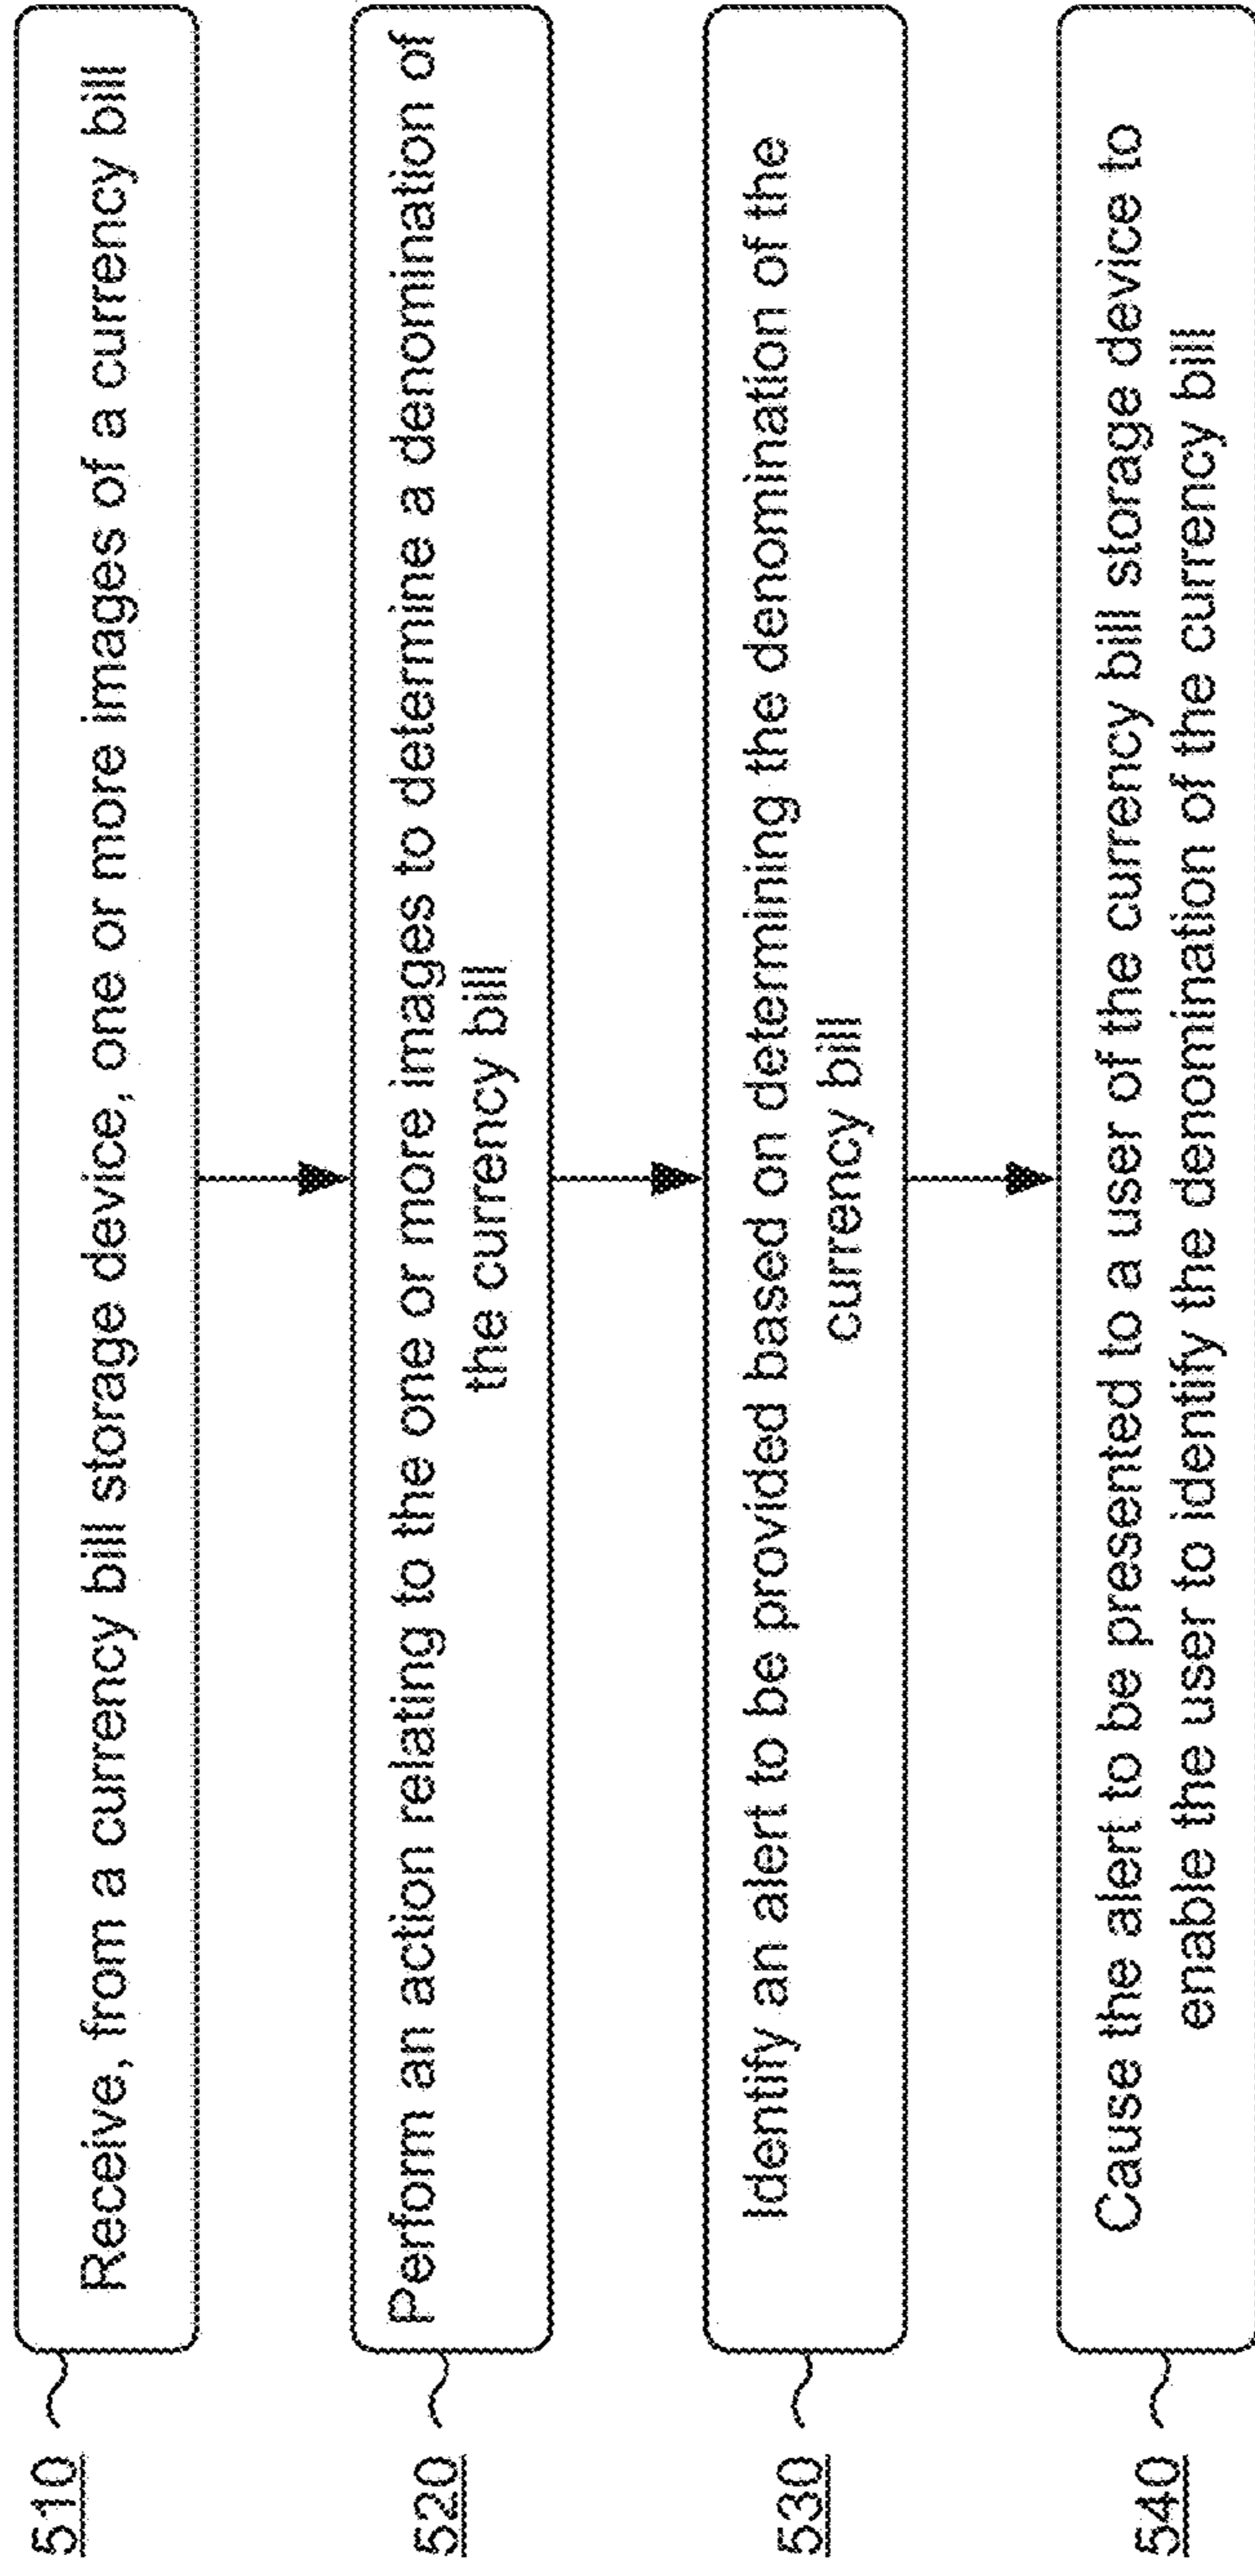 510
Receive, from a currency bill storage device, one or more images of a currency bill
520
Perform an action relating to the one or more images to determine a denomination of
the currency bill
530
Identify an alert to be provided based on determining the denomination of the
currency bill
540
Cause the alert to be presented to a user of the currency bill storage device to
enable the user to identify the denomination of the currency bill